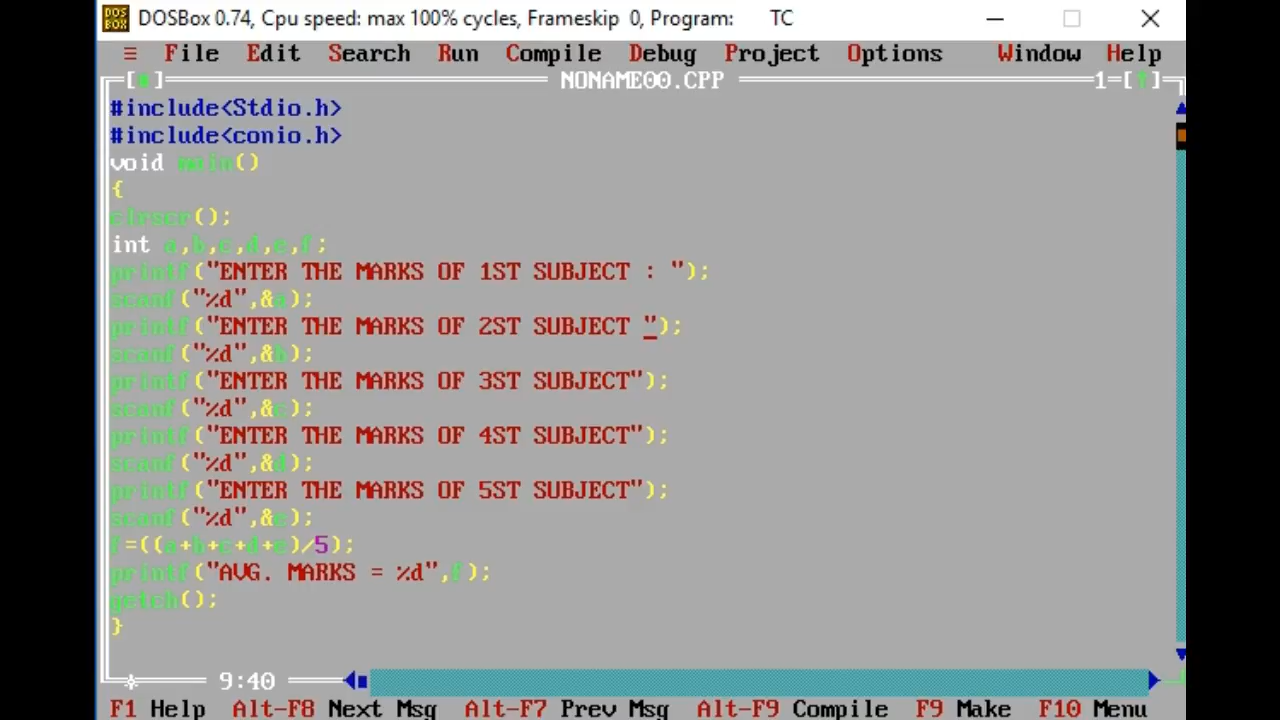 DOSBox 0.74, Cpu speed: max 100% cycles, Frameskip 0, Program: TC
≡ File Edit Search Run Compile Debug Project Options Window Help
NONAME00.CPP 1
#include<Stdio.h>
#include<conio.h>
void main()
{
clrscr();
int a,b,c,d,e,f;
printf("ENTER THE MARKS OF 1ST SUBJECT : ");
scanf("%d",&a);
printf("ENTER THE MARKS OF 2ST SUBJECT ");
scanf("%d",&b);
printf("ENTER THE MARKS OF 3ST SUBJECT");
scanf("%d",&c);
printf("ENTER THE MARKS OF 4ST SUBJECT");
scanf("%d",&d);
printf("ENTER THE MARKS OF 5ST SUBJECT");
scanf("%d",&e);
f=((a+b+c+d+e)/5);
printf("AVG. MARKS = %d",f);
getch();
}
9:40
F1 Help Alt-F8 Next Msg Alt-F7 Prev Msg Alt-F9 Compile F9 Make F10 Menu